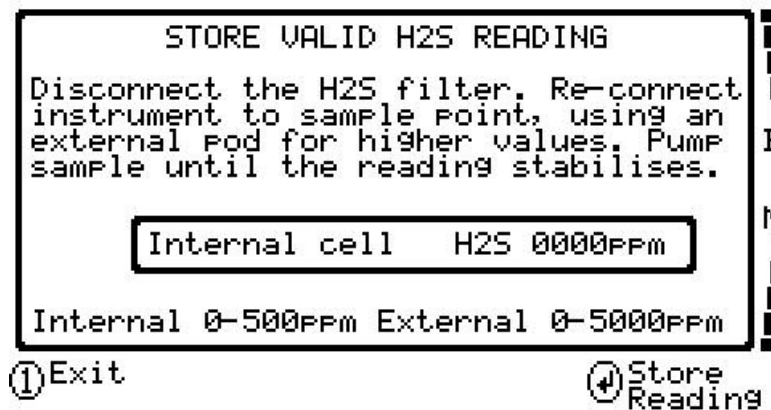 STORE VALID H2S READING
Disconnect the H2S filter. Re-connect
instrument to sample point, using an
external pod for higher values. Pump
sample until the reading stabilises.
Internal cell H2S 0000ppm
Internal 0-500ppm External 0-5000ppm
1 Exit
Store
Reading